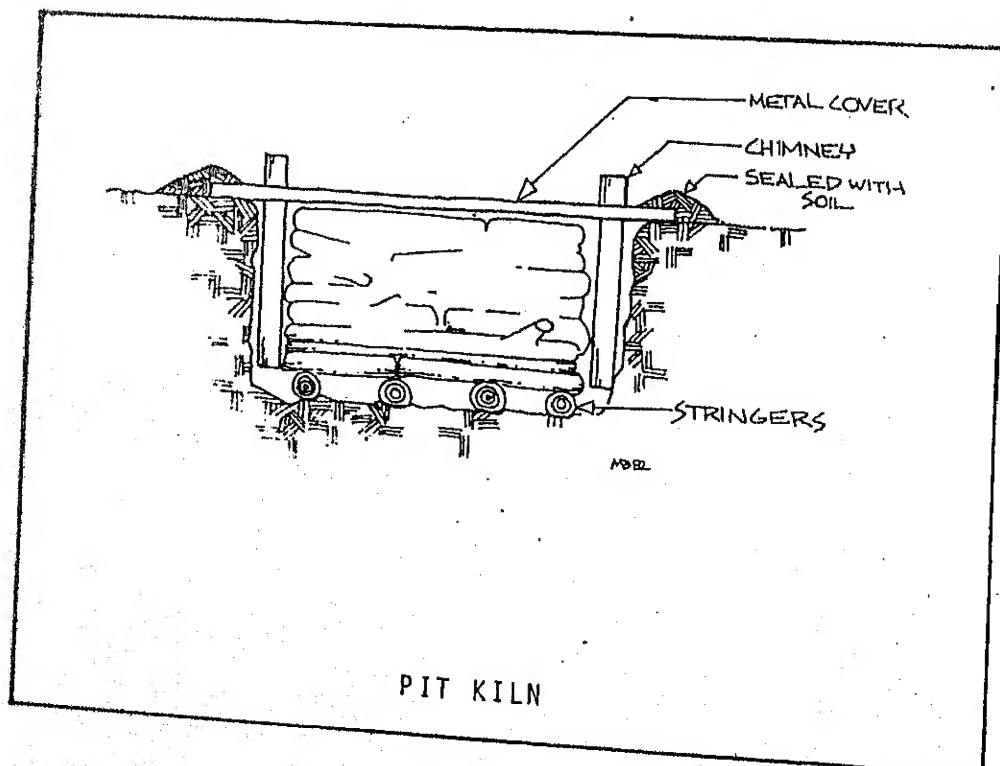 METAL COVER
CHIMNEY
SEALED WITH
SOIL
STRINGERS
PIT KILN